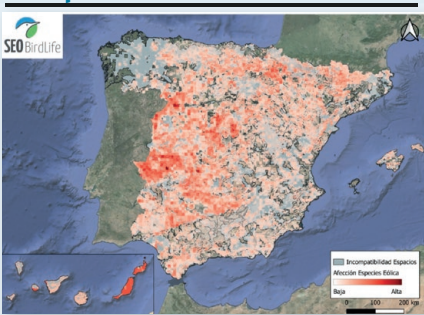 SEO BirdLife
Incompatibilidad Espacios
Afección Especies Eólica
Baja Alta
0 100 200 km